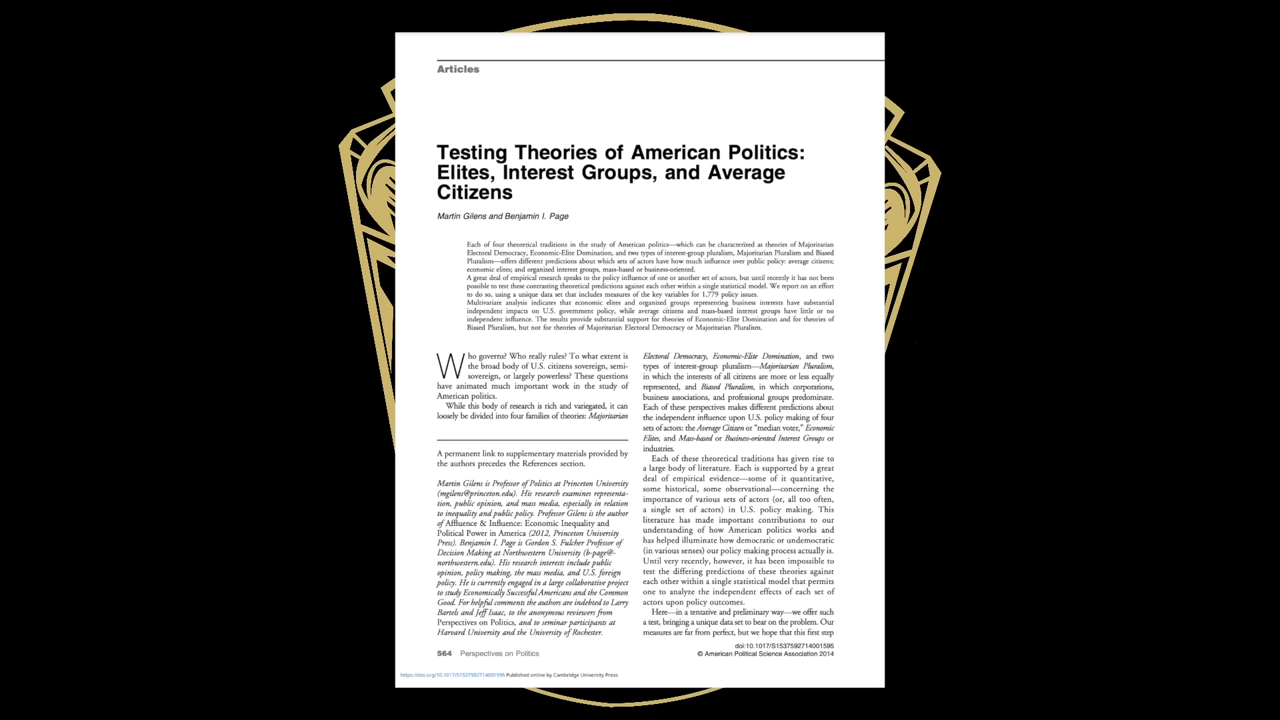 Articles
Testing Theories of American Politics:
Elites, Interest Groups, and Average
Citizens
Martin Gilens and Benjamin I. Page
Each of four theoretical traditions in the study of American politics—which can be characterized as theories of Majoritarian
Electoral Democracy, Economic-Elite Domination, and two types of interest-group pluralism, Majoritarian Pluralism and Biased
Pluralism—offers different predictions about which sets of actors have how much influence over public policy: average citizens;
economic elites; and organized interest groups, mass-based or business-oriented.
A great deal of empirical research speaks to the policy influence of one or another set of actors, but until recently it has not been
possible to test these contrasting theoretical predictions against each other within a single statistical model. We report on an effort
to do so, using a unique data set that includes measures of the key variables for 1,779 policy issues.
Multivariate analysis indicates that economic elites and organized groups representing business interests have substantial
independent impacts on U.S. government policy, while average citizens and mass-based interest groups have little or no
independent influence. The results provide substantial support for theories of Economic-Elite Domination and for theories of
Biased Pluralism, but not for theories of Majoritarian Electoral Democracy or Majoritarian Pluralism.
Who governs? Who really rules? To what extent is
the broad body of U.S. citizens sovereign, semi-
sovereign, or largely powerless? These questions
have animated much important work in the study of
American politics.
While this body of research is rich and variegated, it can
loosely be divided into four families of theories: Majoritarian
A permanent link to supplementary materials provided by
the authors precedes the References section.
Martin Gilens is Professor of Politics at Princeton University
(mgilens@princeton.edu). His research examines representa-
tion, public opinion, and mass media, especially in relation
to inequality and public policy. Professor Gilens is the author
of Affluence & Influence: Economic Inequality and
Political Power in America (2012, Princeton University
Press). Benjamin I. Page is Gordon S. Fulcher Professor of
Decision Making at Northwestern University (b-page@-
northwestern.edu). His research interests include public
opinion, policy making, the mass media, and U.S. foreign
policy. He is currently engaged in a large collaborative project
to study Economically Successful Americans and the Common
Good. For helpful comments the authors are indebted to Larry
Bartels and Jeff Isaac, to the anonymous reviewers from
Perspectives on Politics, and to seminar participants at
Harvard University and the University of Rochester.
Electoral Democracy, Economic-Elite Domination, and two
types of interest-group pluralism—Majoritarian Pluralism,
in which the interests of all citizens are more or less equally
represented, and Biased Pluralism, in which corporations,
business associations, and professional groups predominate.
Each of these perspectives makes different predictions about
the independent influence upon U.S. policy making of four
sets of actors: the Average Citizen or “median voter,” Economic
Elites, and Mass-based or Business-oriented Interest Groups or
industries.
Each of these theoretical traditions has given rise to
a large body of literature. Each is supported by a great
deal of empirical evidence—some of it quantitative,
some historical, some observational—concerning the
importance of various sets of actors (or, all too often,
a single set of actors) in U.S. policy making. This
literature has made important contributions to our
understanding of how American politics works and
has helped illuminate how democratic or undemocratic
(in various senses) our policy making process actually is.
Until very recently, however, it has been impossible to
test the differing predictions of these theories against
each other within a single statistical model that permits
one to analyze the independent effects of each set of
actors upon policy outcomes.
Here—in a tentative and preliminary way—we offer such
a test, bringing a unique data set to bear on the problem. Our
measures are far from perfect, but we hope that this first step
doi:10.1017/S1537592714001595
564 Perspectives on Politics
© American Political Science Association 2014
https://doi.org/10.1017/S1537592714001595 Published online by Cambridge University Press